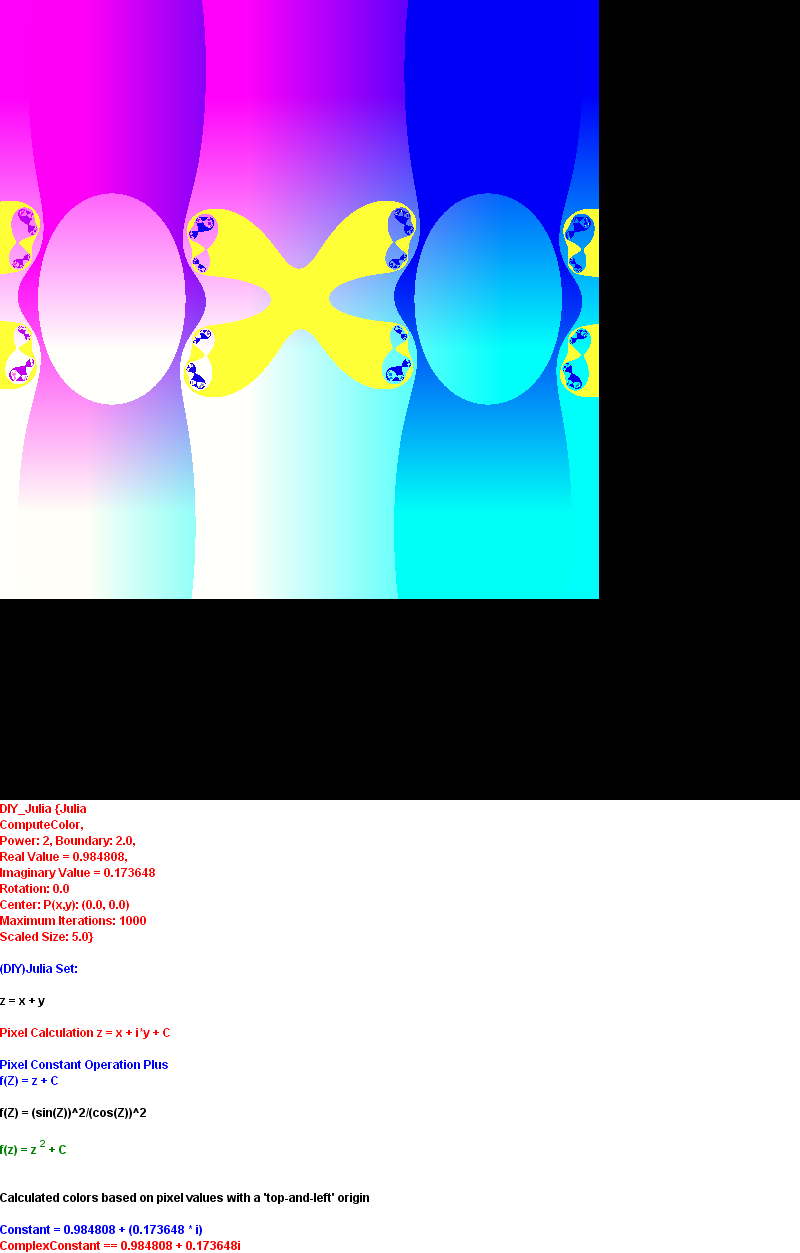 DIY_Julia {Julia
ComputeColor,
Power: 2, Boundary: 2.0,
Real Value = 0.984808,
Imaginary Value = 0.173648
Rotation: 0.0
Center: P(x,y): (0.0, 0.0)
Maximum Iterations: 1000
Scaled Size: 5.0}
(DIY)Julia Set:
z = x + y
Pixel Calculation z = x + i*y + C
Pixel Constant Operation Plus
f(Z) = z + C
f(Z) = (sin(Z))^2/(cos(Z))^2
f(z) = z 2 + C
Calculated colors based on pixel values with a 'top-and-left' origin
Constant = 0.984808 + (0.173648 * i)
ComplexConstant == 0.984808 + 0.173648i